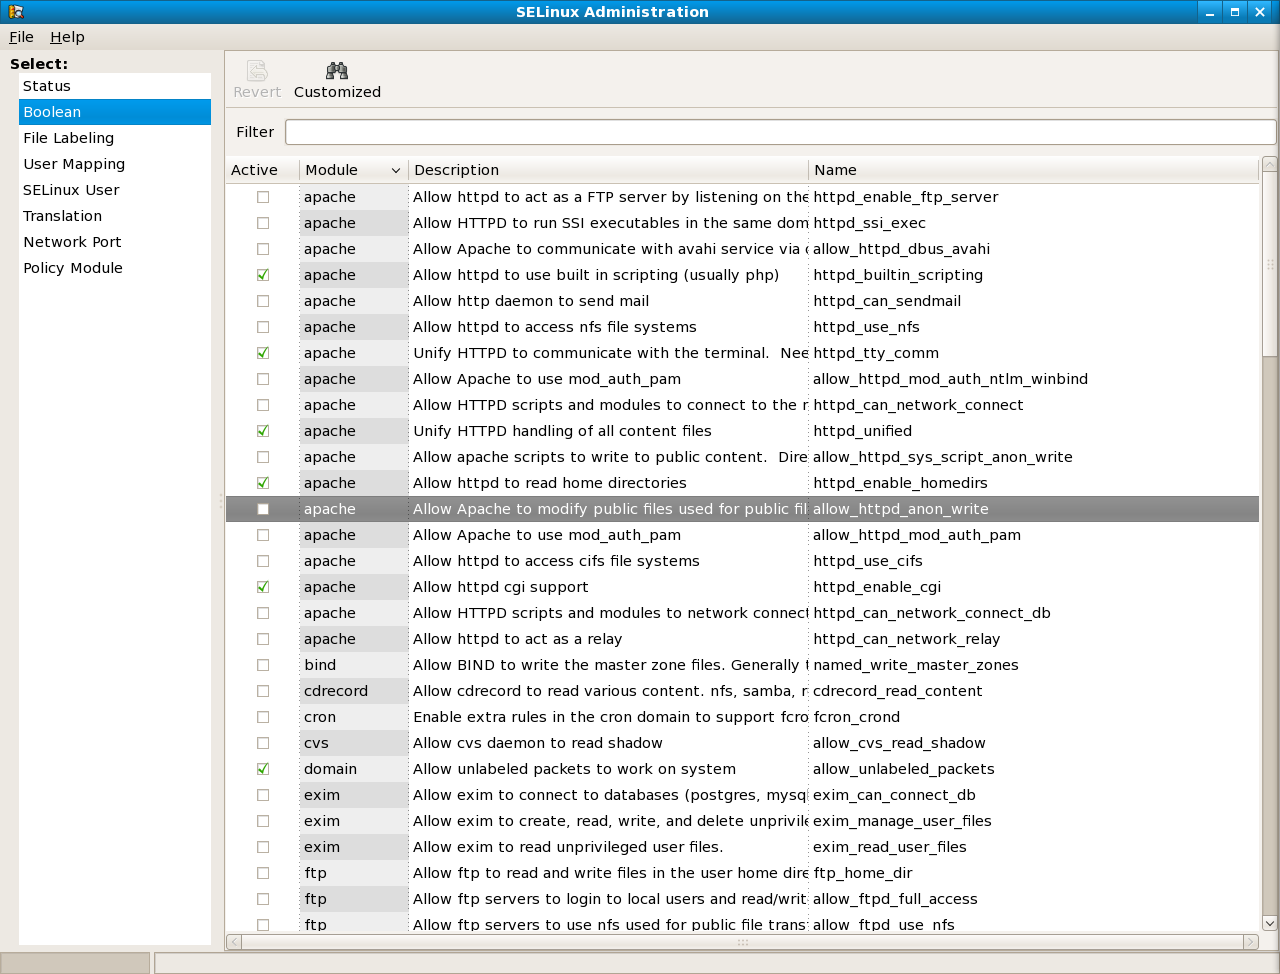 SELinux Administration
File Help
Select:
Status
Boolean
File Labeling
User Mapping
SELinux User
Translation
Network Port
Policy Module
Revert Customized
Filter
Active Module Description Name
apache Allow httpd to act as a FTP server by listening on the httpd_enable_ftp_server
apache Allow HTTPD to run SSI executables in the same dom httpd_ssi_exec
apache Allow Apache to communicate with avahi service via allow_httpd_dbus_avahi
apache Allow httpd to use built in scripting (usually php) httpd_builtin_scripting
apache Allow http daemon to send mail httpd_can_sendmail
apache Allow httpd to access nfs file systems httpd_use_nfs
apache Unify HTTPD to communicate with the terminal.  Nee httpd_tty_comm
apache Allow Apache to use mod_auth_pam allow_httpd_mod_auth_ntlm_winbind
apache Allow HTTPD scripts and modules to connect to the httpd_can_network_connect
apache Unify HTTPD handling of all content files httpd_unified
apache Allow apache scripts to write to public content.  Dire allow_httpd_sys_script_anon_write
apache Allow httpd to read home directories httpd_enable_homedirs
apache Allow Apache to modify public files used for public fil allow_httpd_anon_write
apache Allow Apache to use mod_auth_pam allow_httpd_mod_auth_pam
apache Allow httpd to access cifs file systems httpd_use_cifs
apache Allow httpd cgi support httpd_enable_cgi
apache Allow HTTPD scripts and modules to network connect httpd_can_network_connect_db
apache Allow httpd to act as a relay httpd_can_network_relay
bind Allow BIND to write the master zone files. Generally named_write_master_zones
cdrecord Allow cdrecord to read various content. nfs, samba, r cdrecord_read_content
cron Enable extra rules in the cron domain to support fcro fcron_crond
cvs Allow cvs daemon to read shadow allow_cvs_read_shadow
domain Allow unlabeled packets to work on system allow_unlabeled_packets
exim Allow exim to connect to databases (postgres, mysq exim_can_connect_db
exim Allow exim to create, read, write, and delete unprivile exim_manage_user_files
exim Allow exim to read unprivileged user files. exim_read_user_files
ftp Allow ftp to read and write files in the user home dire ftp_home_dir
ftp Allow ftp servers to login to local users and read/writ allow_ftpd_full_access
ftp Allow ftp servers to use nfs used for public file trans allow_ftpd_use_nfs